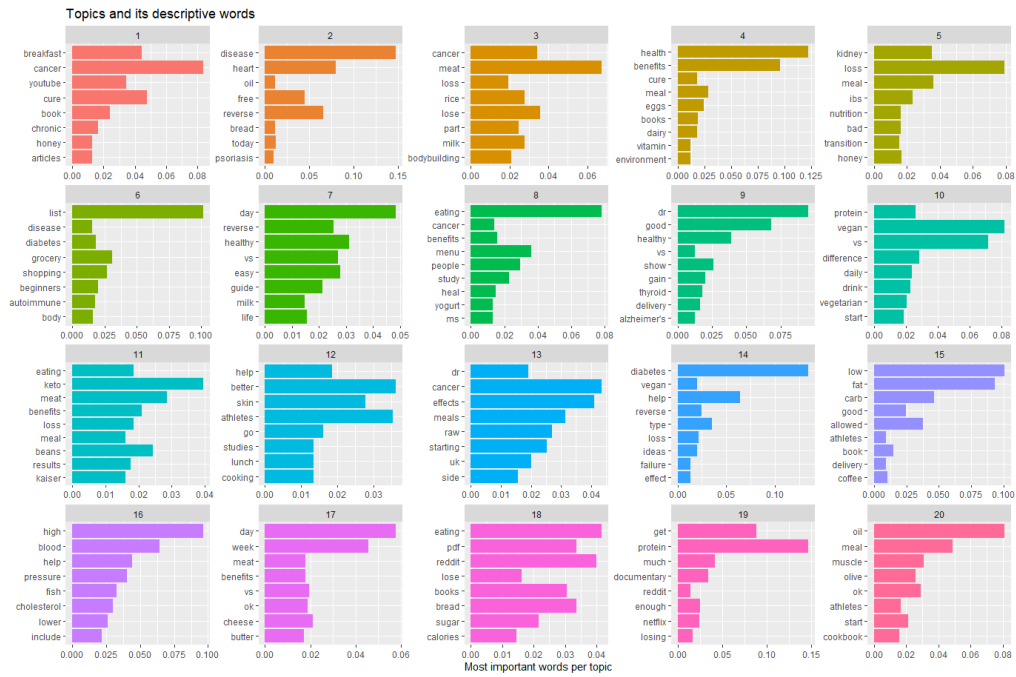 Topics and its descriptive words
1
breakfast
cancer
youtube
cure
book
chronic
honey
articles
0.00 0.02 0.04 0.06 0.08
2
disease
heart
oil
free
reverse
bread
today
psoriasis
0.00 0.05 0.10 0.15
3
cancer
meat
loss
rice
lose
part
milk
bodybuilding
0.00 0.02 0.04 0.06
4
health
benefits
cure
meal
eggs
books
dairy
vitamin
environment
0.000 0.025 0.050 0.075 0.100 0.125
5
kidney
loss
meal
ibs
nutrition
bad
transition
honey
0.00 0.02 0.04 0.06 0.08
6
list
disease
diabetes
grocery
shopping
beginners
autoimmune
body
0.000 0.025 0.050 0.075 0.100
7
day
reverse
healthy
vs
easy
guide
milk
life
0.00 0.01 0.02 0.03 0.04 0.05
8
eating
cancer
benefits
menu
people
study
heal
yogurt
ms
0.00 0.02 0.04 0.06 0.08
9
dr
good
healthy
vs
show
gain
thyroid
delivery
alzheimer's
0.000 0.025 0.050 0.075
10
protein
vegan
vs
difference
daily
drink
vegetarian
start
0.00 0.02 0.04 0.06 0.08
11
eating
keto
meat
benefits
loss
meal
beans
results
kaiser
0.00 0.01 0.02 0.03 0.04
12
help
better
skin
athletes
go
studies
lunch
cooking
0.00 0.01 0.02 0.03
13
dr
cancer
effects
meals
raw
starting
uk
side
0.00 0.01 0.02 0.03 0.04
14
diabetes
vegan
help
reverse
type
loss
ideas
failure
effect
0.00 0.05 0.10
15
low
fat
carb
good
allowed
athletes
book
delivery
coffee
0.000 0.025 0.050 0.075 0.100
16
high
blood
help
pressure
fish
cholesterol
lower
include
0.000 0.025 0.050 0.075 0.100
17
day
week
meat
benefits
vs
ok
cheese
butter
0.00 0.02 0.04 0.06
18
eating
pdf
reddit
lose
books
bread
sugar
calories
0.00 0.01 0.02 0.03 0.04
19
get
protein
much
documentary
reddit
enough
netflix
losing
0.00 0.05 0.10 0.15
20
oil
meal
muscle
olive
ok
athletes
start
cookbook
0.00 0.02 0.04 0.06 0.08
Most important words per topic